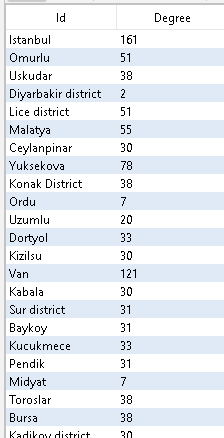 Id Degree
Istanbul 161
Omurlu 51
Uskudar 38
Diyarbakir district 2
Lice district 51
Malatya 55
Ceylanpinar 30
Yuksekova 78
Konak District 38
Ordu 7
Uzumlu 20
Dortyol 33
Kizilsu 30
Van 121
Kabala 30
Sur district 31
Baykoy 31
Kucukmece 33
Pendik 31
Midyat 7
Toroslar 38
Bursa 38
Kadikoy district 30